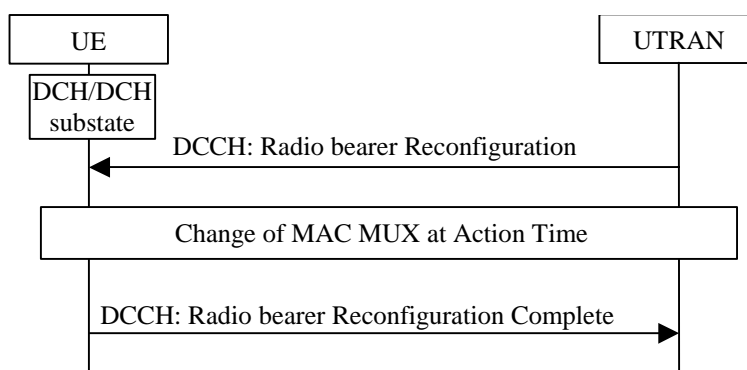 UE
UTRAN
DCH/DCH
substate
DCCH: Radio bearer Reconfiguration
Change of MAC MUX at Action Time
DCCH: Radio bearer Reconfiguration Complete